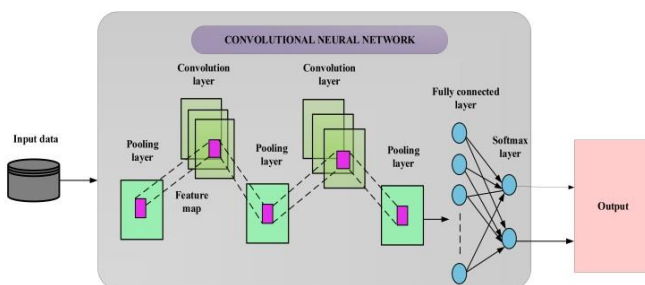 CONVOLUTIONAL NEURAL NETWORK
Convolution
layer
Convolution
layer
Fully connected
layer
Input data
Pooling
layer
Pooling
layer
Pooling
layer
Softmax
layer
Feature
map
Output